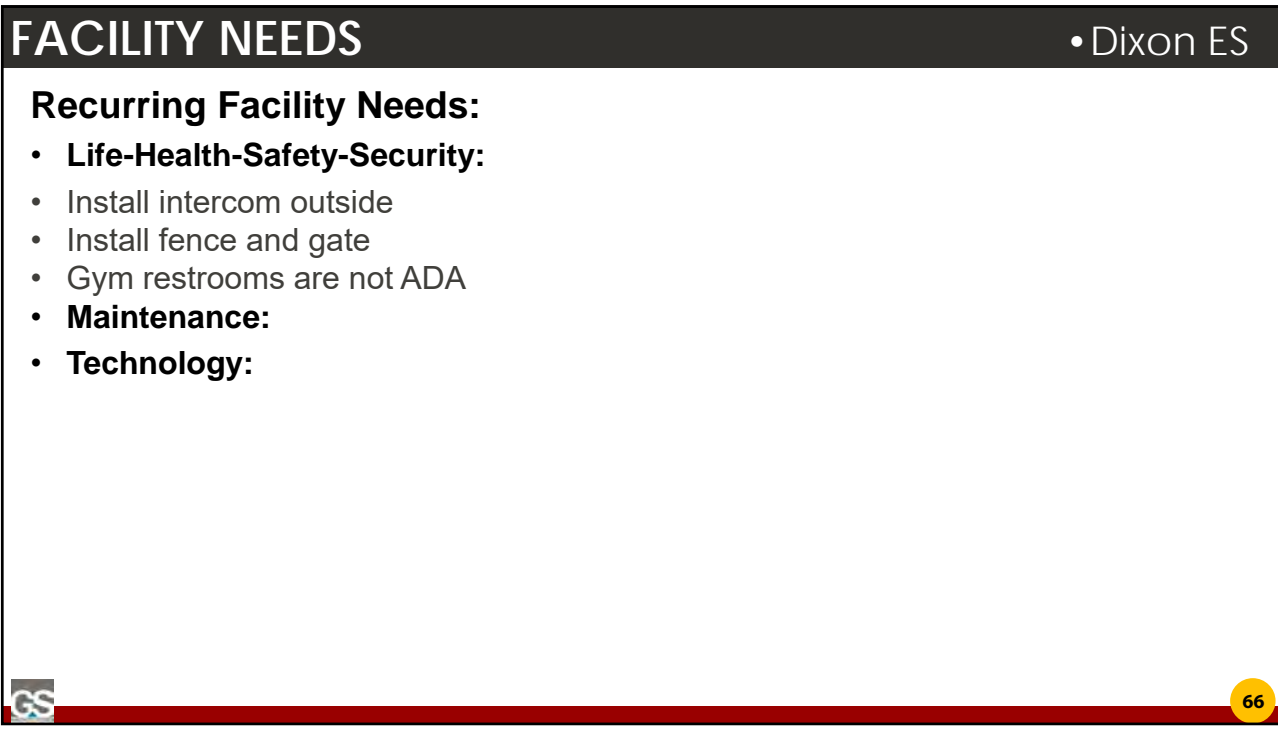 FACILITY NEEDS
• Dixon ES
Recurring Facility Needs:
• Life-Health-Safety-Security:
• Install intercom outside
• Install fence and gate
• Gym restrooms are not ADA
• Maintenance:
• Technology:
GS
66